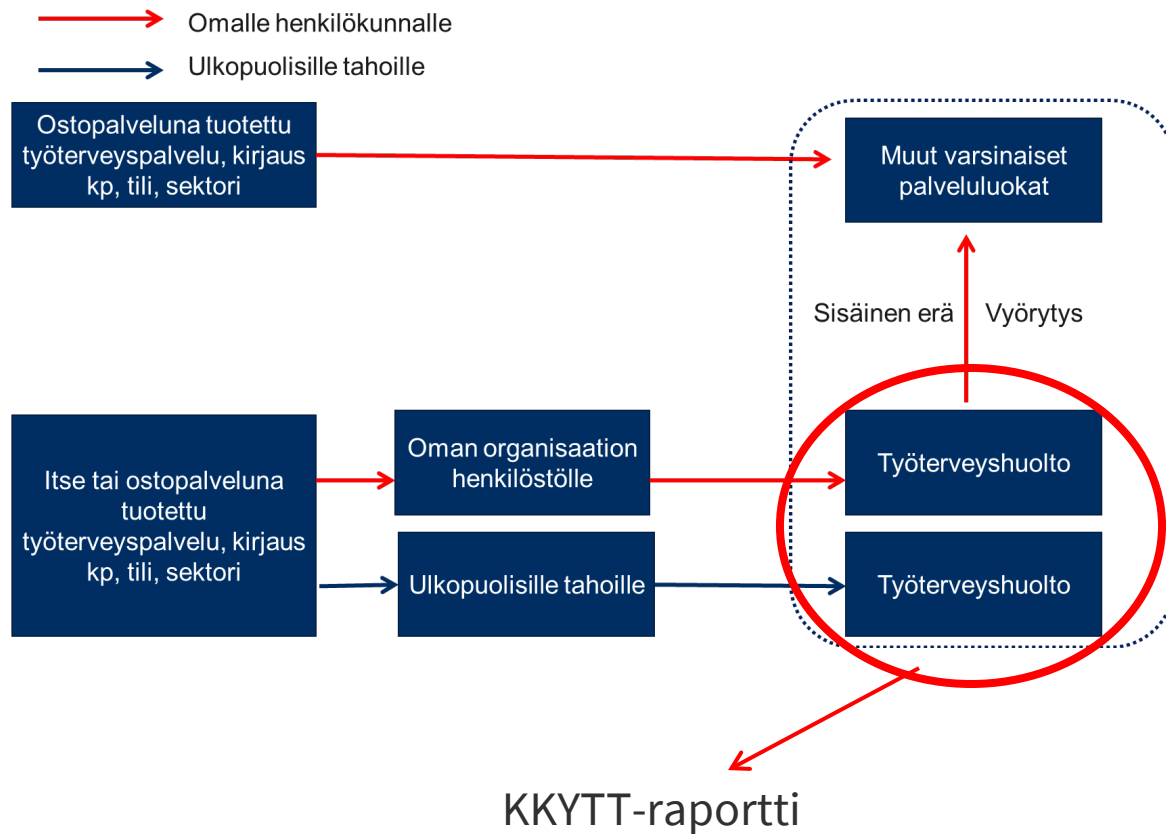 Omalle henkilökunnalle
Ulkopuolisille tahoille
Ostopalveluna tuotettu
työterveyspalvelu, kirjaus
kp, tili, sektori
Muut varsinaiset
palveluluokat
Sisäinen erä
Vyörytys
Itse tai ostopalveluna
tuotettu
työterveyspalvelu, kirjaus
kp, tili, sektori
Oman organisaation
henkilöstölle
Työterveyshuolto
Ulkopuolisille tahoille
Työterveyshuolto
KKYTT-raportti